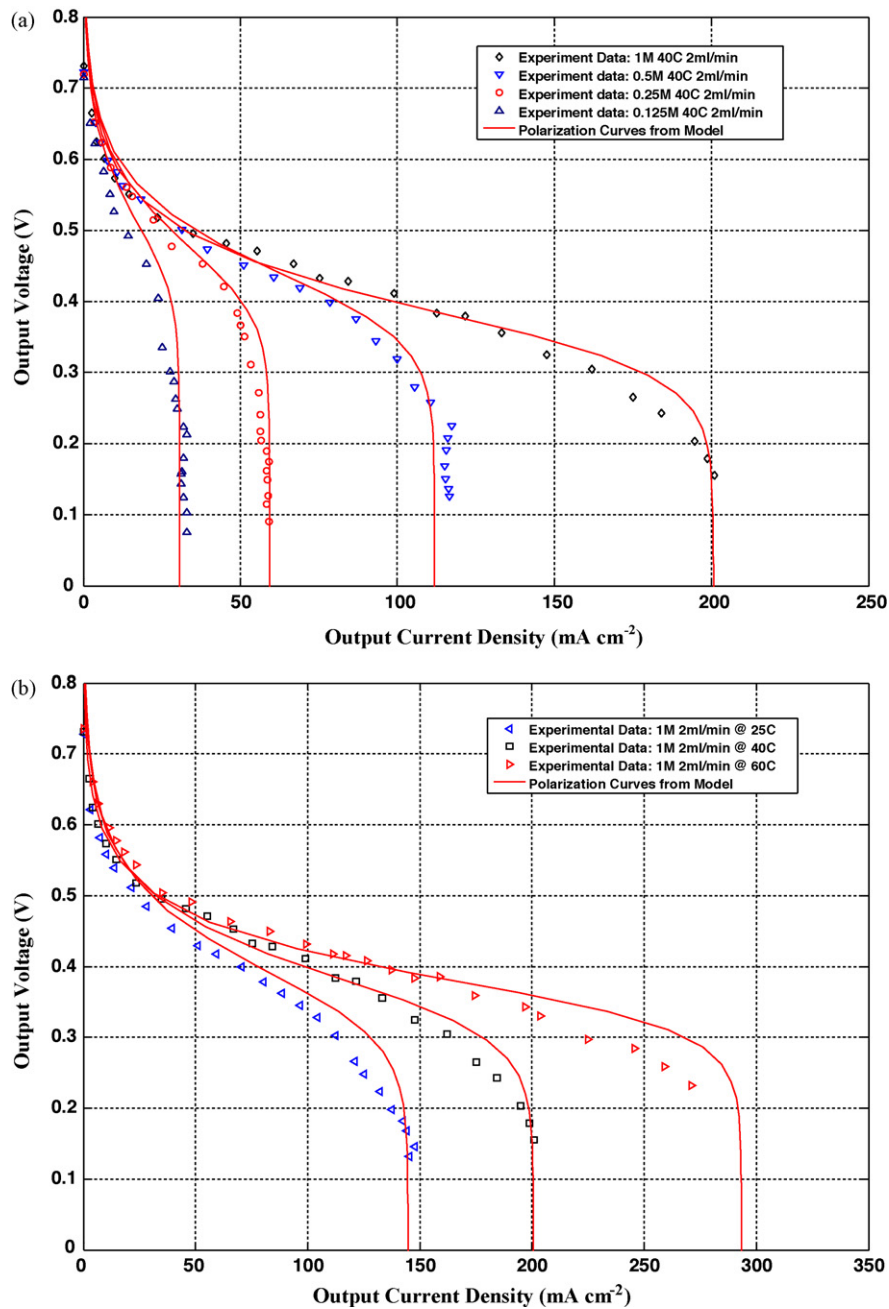 (a)
0.8
0.7
0.6
0.5
0.4
0.3
0.2
0.1
0
Output Voltage (V)
Experiment Data: 1M 40C 2ml/min
Experiment data: 0.5M 40C 2ml/min
Experiment data: 0.25M 40C 2ml/min
Experiment data: 0.125M 40C 2ml/min
Polarization Curves from Model
0 50 100 150 200 250
Output Current Density (mA cm-2)
(b)
0.8
0.7
0.6
0.5
0.4
0.3
0.2
0.1
0
Output Voltage (V)
Experimental Data: 1M 2ml/min @ 25C
Experimental Data: 1M 2ml/min @ 40C
Experimental Data: 1M 2ml/min @ 60C
Polarization Curves from Model
0 50 100 150 200 250 300 350
Output Current Density (mA cm-2)